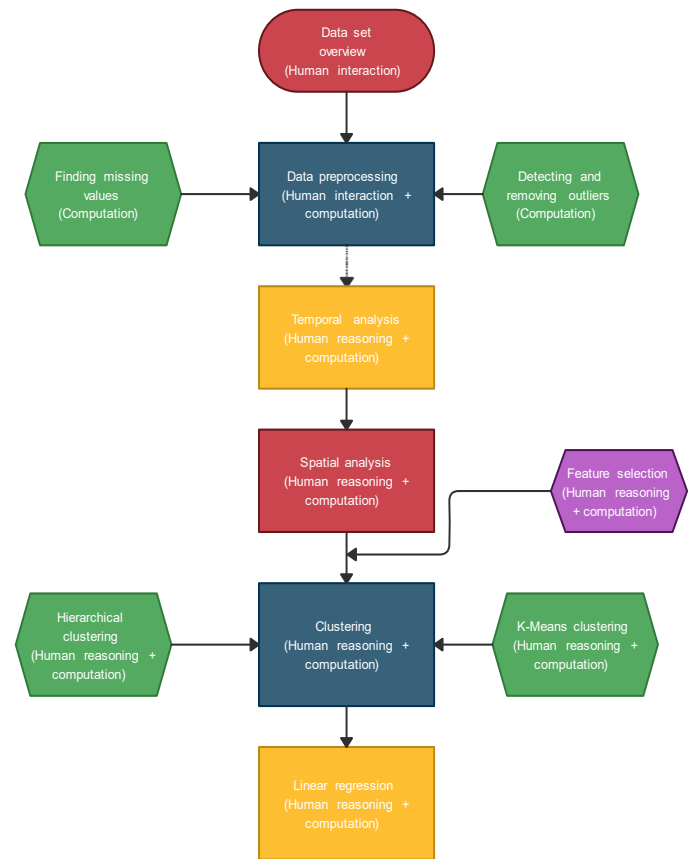 Data set
overview
(Human interaction)
Finding missing
values
(Computation)
Data preprocessing
(Human interaction +
computation)
Detecting and
removing outliers
(Computation)
Temporal analysis
(Human reasoning +
computation)
Spatial analysis
(Human reasoning +
computation)
Feature selection
(Human reasoning
+ computation)
Hierarchical
clustering
(Human reasoning +
computation)
Clustering
(Human reasoning +
computation)
K-Means clustering
(Human reasoning +
computation)
Linear regression
(Human reasoning +
computation)